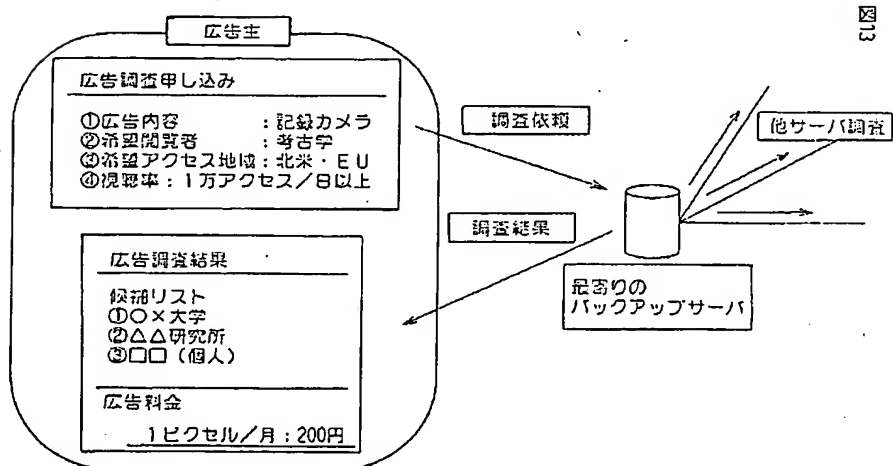 図13
広告主
広告調査申し込み
①広告内容　　　　：記録カメラ
②希望閲覧者　　　：考古学
③希望アクセス地域：北米・EU
④視聴率：1万アクセス／日以上
調査依頼
他サーバ調査
調査結果
最寄りの
バックアップサーバ
広告調査結果
候補リスト
①○×大学
②△△研究所
③□□（個人）
広告料金
1ピクセル／月：200円